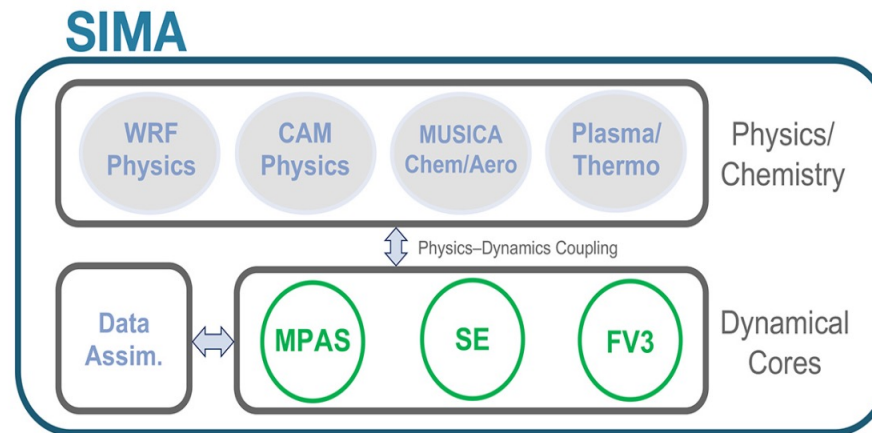 SIMA
WRF
Physics
CAM
Physics
MUSICA
Chem/Aero
Plasma/
Thermo
Physics/
Chemistry
Physics–Dynamics Coupling
Data
Assim.
MPAS
SE
FV3
Dynamical
Cores